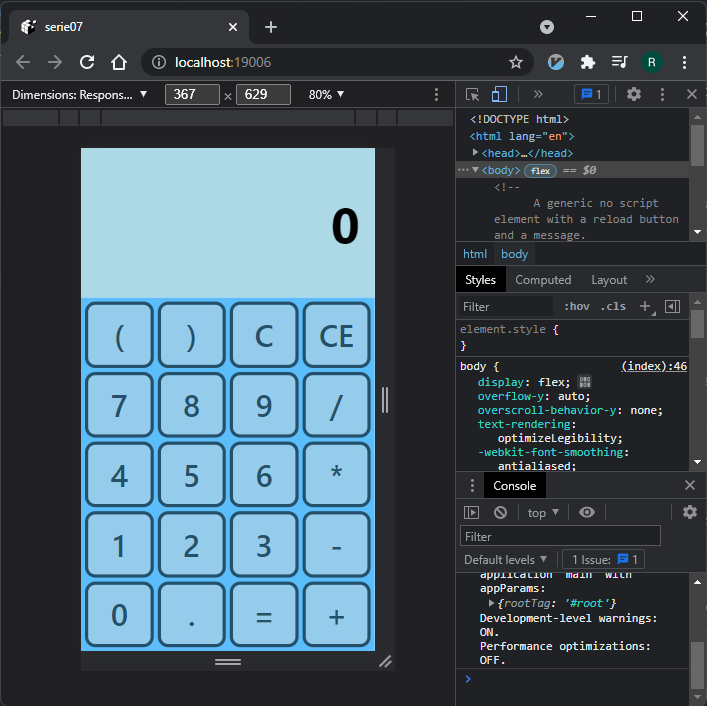 serie07
localhost:19006
R
Dimensions: Respons... 367 × 629 80%
0
( ) C CE
7 8 9 /
4 5 6 *
1 2 3 -
0 . = +
1
<!DOCTYPE html>
<html lang="en">
<head>…</head>
<body> flex == $0
<!--
A generic no script
element with a reload button
and a message.
html body
Styles Computed Layout
Filter :hov .cls
element.style {
}
body { (index):46
display: flex;
overflow-y: auto;
overscroll-behavior-y: none;
text-rendering:
optimizeLegibility;
-webkit-font-smoothing:
antialiased;
Console
top
Filter
Default levels 1 Issue: 1
application "main" with
appParams:
{rootTag: '#root'}
Development-level warnings:
ON.
Performance optimizations:
OFF.